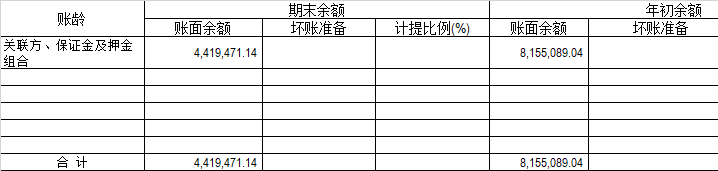 账龄 期末余额 年初余额
账面余额 坏账准备 计提比例(%) 账面余额 坏账准备
关联方、保证金及押金
组合 4,419,471.14 8,155,089.04
合 计 4,419,471.14 8,155,089.04